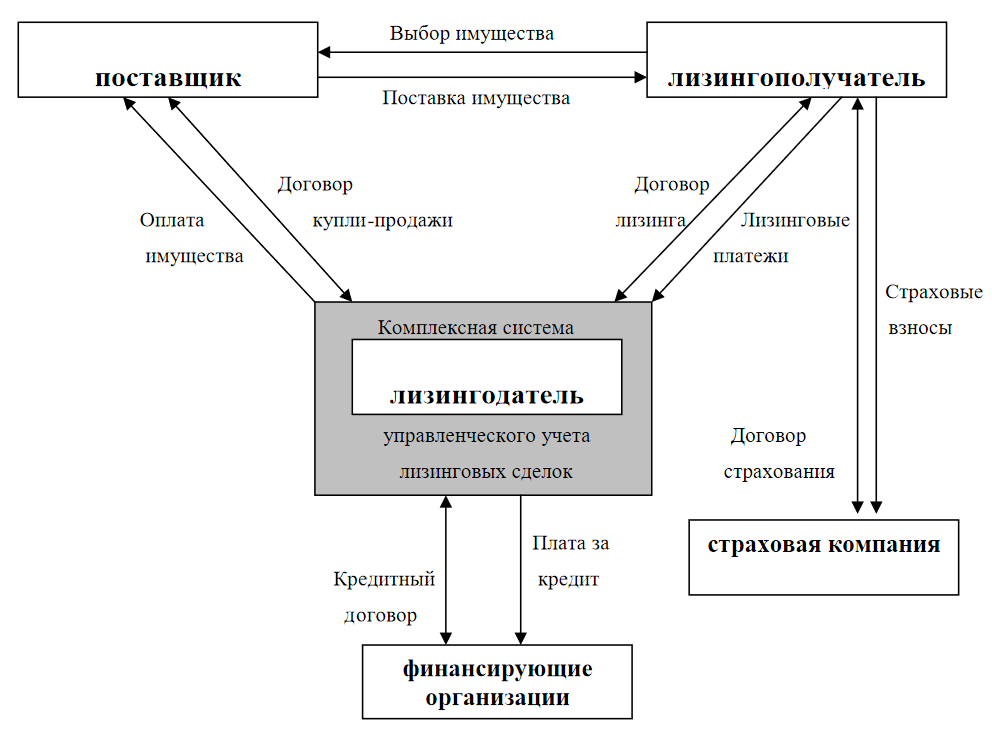 Выбор имущества
поставщик
лизингополучатель
Поставка имущества
Договор
купли-продажи
Оплата
имущества
Договор
лизинга
Лизинговые
платежи
Страховые
взносы
Комплексная система
лизингодатель
управленческого учета
лизинговых сделок
Договор
страхования
Плата за
кредит
Кредитный
договор
страховая компания
финансирующие
организации